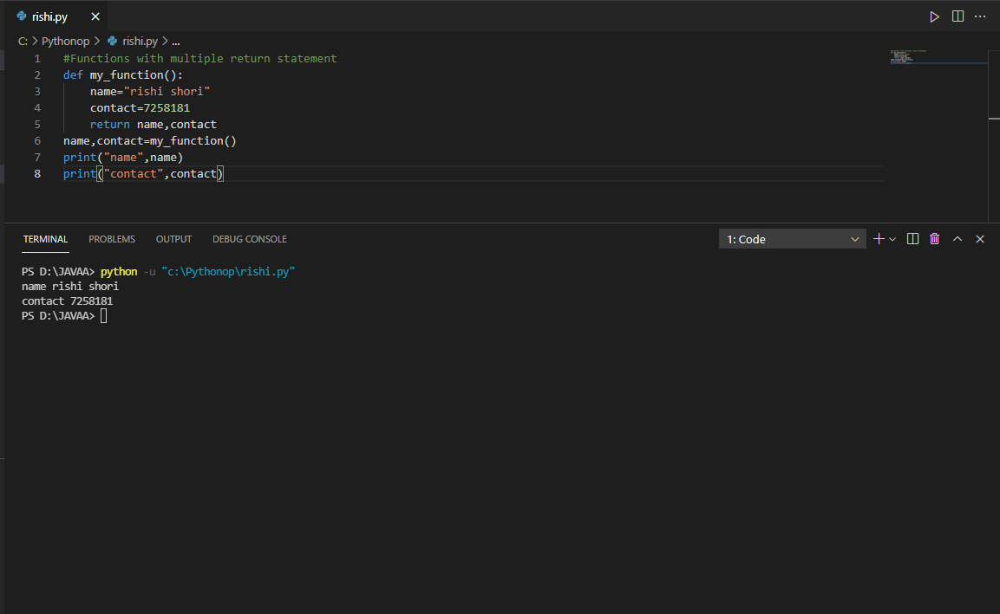 rishi.py
C: > Pythonop > rishi.py > ...
1 #Functions with multiple return statement
2 def my_function():
3     name="rishi shori"
4     contact=7258181
5     return name,contact
6 name,contact=my_function()
7 print("name",name)
8 print("contact",contact)
TERMINAL PROBLEMS OUTPUT DEBUG CONSOLE 1: Code
PS D:\JAVAA> python -u "c:\Pythonop\rishi.py"
name rishi shori
contact 7258181
PS D:\JAVAA>